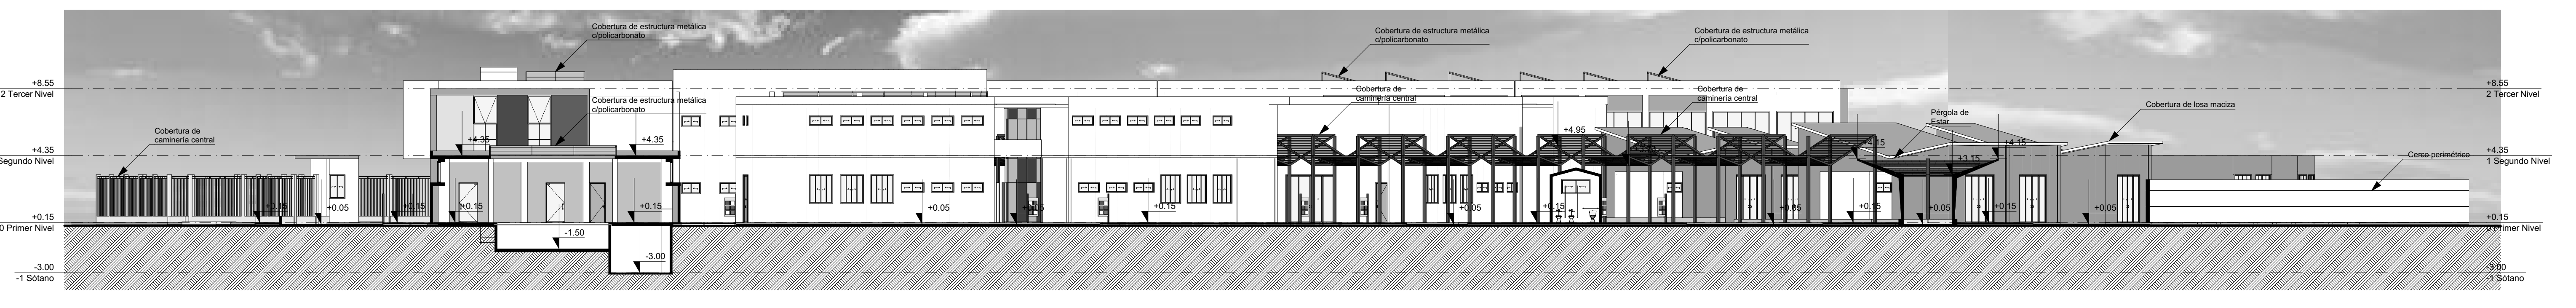 Cobertura de estructura metálica
c/policarbonato
Cobertura de estructura metálica
c/policarbonato
Cobertura de estructura metálica
c/policarbonato
+8.55
2 Tercer Nivel
+8.55
2 Tercer Nivel
Cobertura de estructura metálica
c/policarbonato
Cobertura de
caminería central
Cobertura de
caminería central
Cobertura de losa maciza
Pérgola de
Estar
Cobertura de
caminería central
+4.95
+4.35
Segundo Nivel
+4.35
+4.35
+4.15
+4.15
+4.35
1 Segundo Nivel
Cerco perimétrico
+3.15
+0.15
0 Primer Nivel
+0.15
+0.05
+0.15
+0.15
+0.15
+0.05
+0.05
+0.15
+0.05
+0.15
+0.05
+0.15
+0.05
+0.15
+0.05
+0.15
0 Primer Nivel
-1.50
-3.00
-3.00
-1 Sótano
-3.00
-1 Sótano